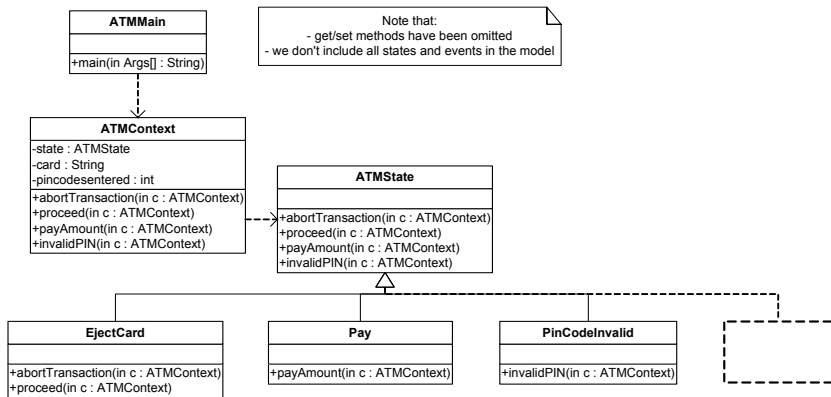 ATMMain
+main(in Args[] : String)
Note that:
- get/set methods have been omitted
- we don't include all states and events in the model
ATMContext
-state : ATMState
-card : String
-pincodesentered : int
+abortTransaction(in c : ATMContext)
+proceed(in c : ATMContext)
+payAmount(in c : ATMContext)
+invalidPIN(in c : ATMContext)
ATMState
+abortTransaction(in c : ATMContext)
+proceed(in c : ATMContext)
+payAmount(in c : ATMContext)
+invalidPIN(in c : ATMContext)
EjectCard
+abortTransaction(in c : ATMContext)
+proceed(in c : ATMContext)
Pay
+payAmount(in c : ATMContext)
PinCodeInvalid
+invalidPIN(in c : ATMContext)